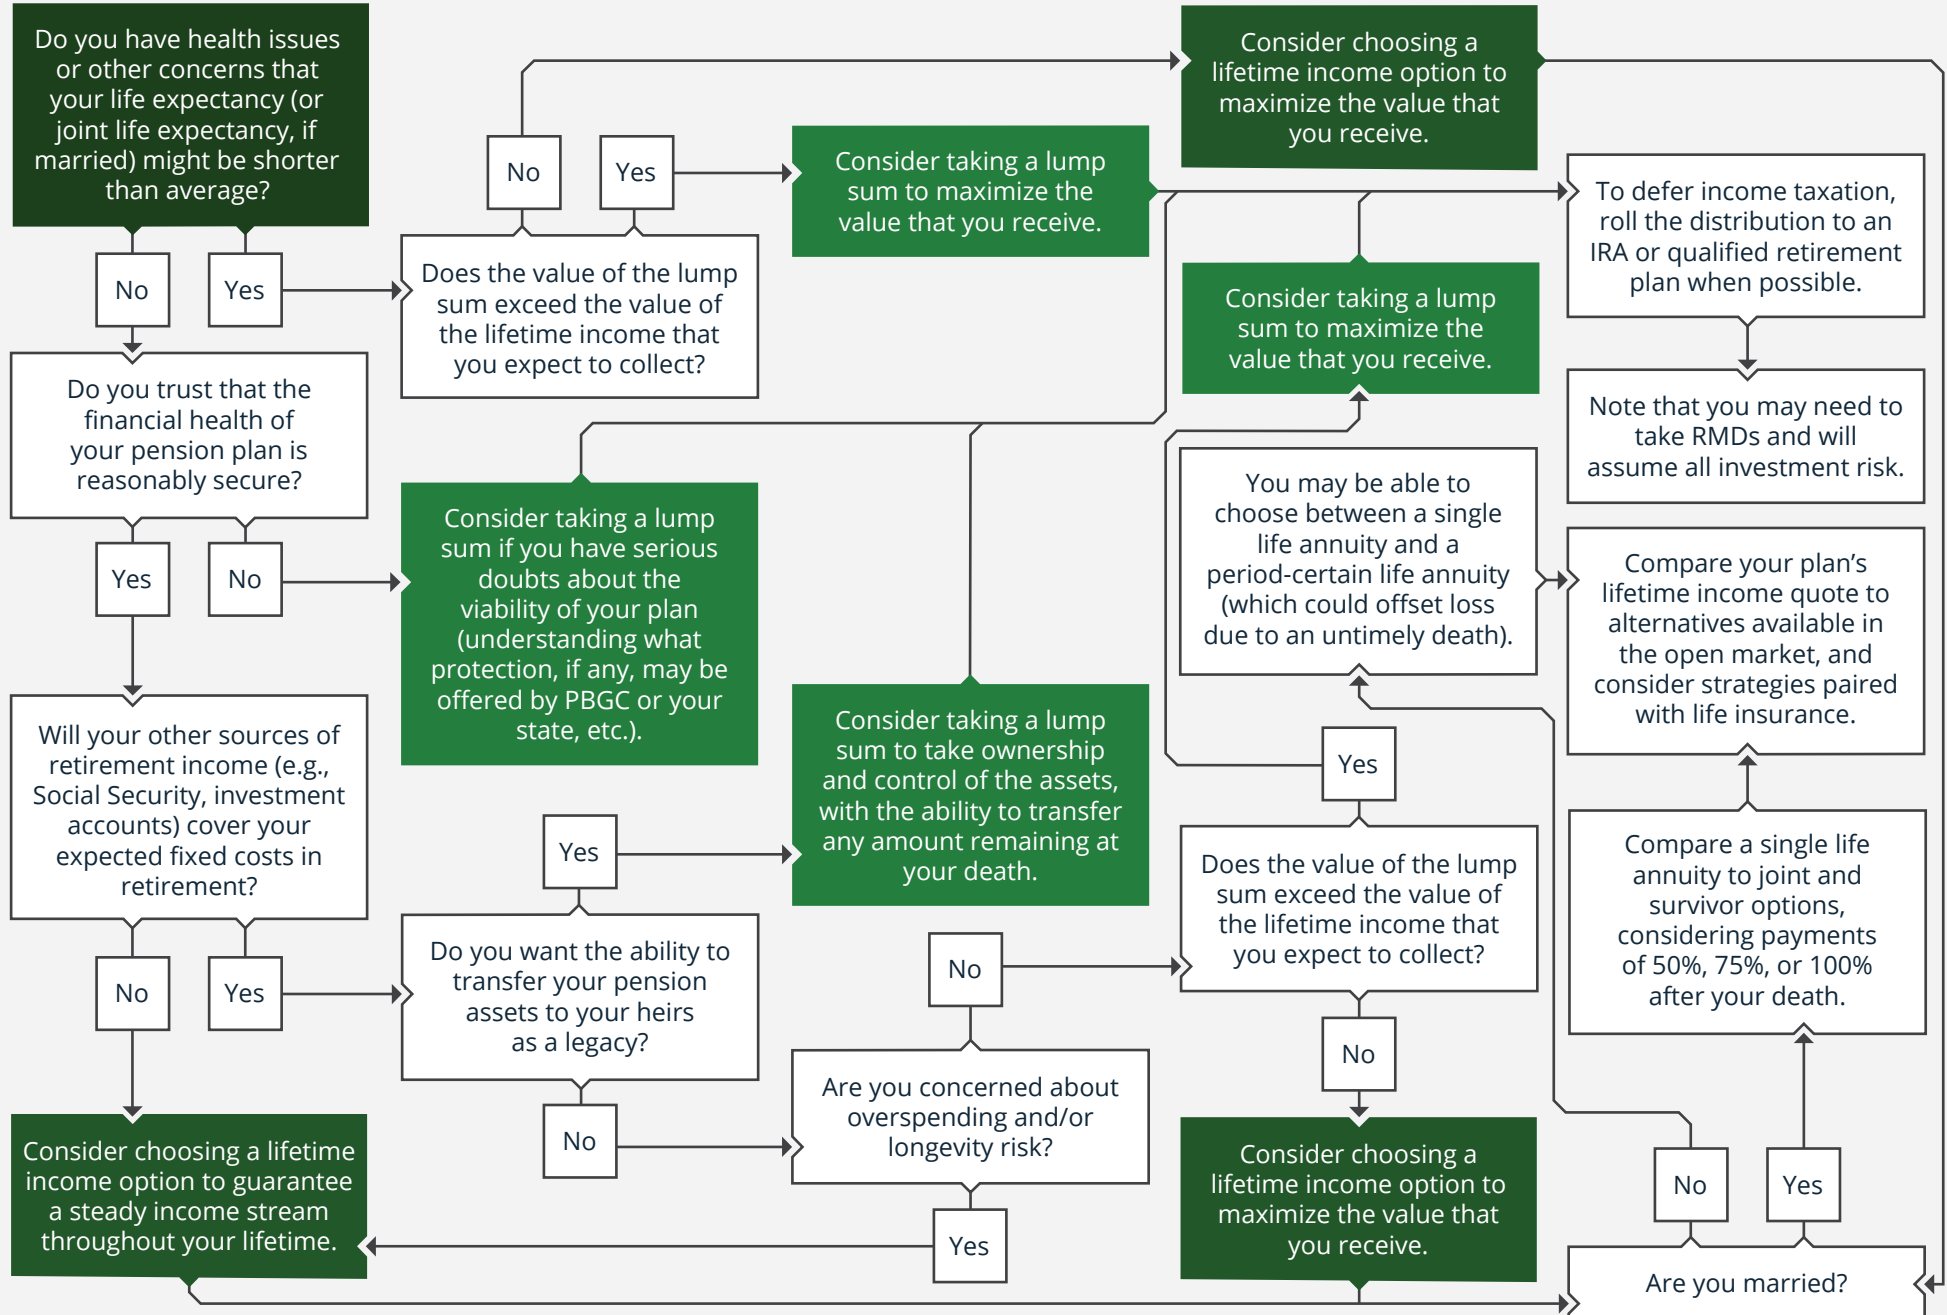 Do you have health issues
or other concerns that
your life expectancy (or
joint life expectancy, if
married) might be shorter
than average?
No
Yes
Does the value of the lump
sum exceed the value of
the lifetime income that
you expect to collect?
No
Yes
Consider taking a lump
sum to maximize the
value that you receive.
Consider choosing a
lifetime income option to
maximize the value that
you receive.
To defer income taxation,
roll the distribution to an
IRA or qualified retirement
plan when possible.
Note that you may need to
take RMDs and will
assume all investment risk.
Do you trust that the
financial health of
your pension plan is
reasonably secure?
Yes
No
Consider taking a lump
sum if you have serious
doubts about the
viability of your plan
(understanding what
protection, if any, may be
offered by PBGC or your
state, etc.).
Will your other sources of
retirement income (e.g.,
Social Security, investment
accounts) cover your
expected fixed costs in
retirement?
No
Yes
Do you want the ability to
transfer your pension
assets to your heirs
as a legacy?
Yes
No
Consider taking a lump
sum to take ownership
and control of the assets,
with the ability to transfer
any amount remaining at
your death.
Are you concerned about
overspending and/or
longevity risk?
No
Yes
Consider choosing a lifetime
income option to guarantee
a steady income stream
throughout your lifetime.
Does the value of the lump
sum exceed the value of
the lifetime income that
you expect to collect?
Yes
No
Consider taking a lump
sum to maximize the
value that you receive.
Consider choosing a
lifetime income option to
maximize the value that
you receive.
Are you married?
No
Yes
You may be able to
choose between a single
life annuity and a
period-certain life annuity
(which could offset loss
due to an untimely death).
Compare a single life
annuity to joint and
survivor options,
considering payments
of 50%, 75%, or 100%
after your death.
Compare your plan’s
lifetime income quote to
alternatives available in
the open market, and
consider strategies paired
with life insurance.